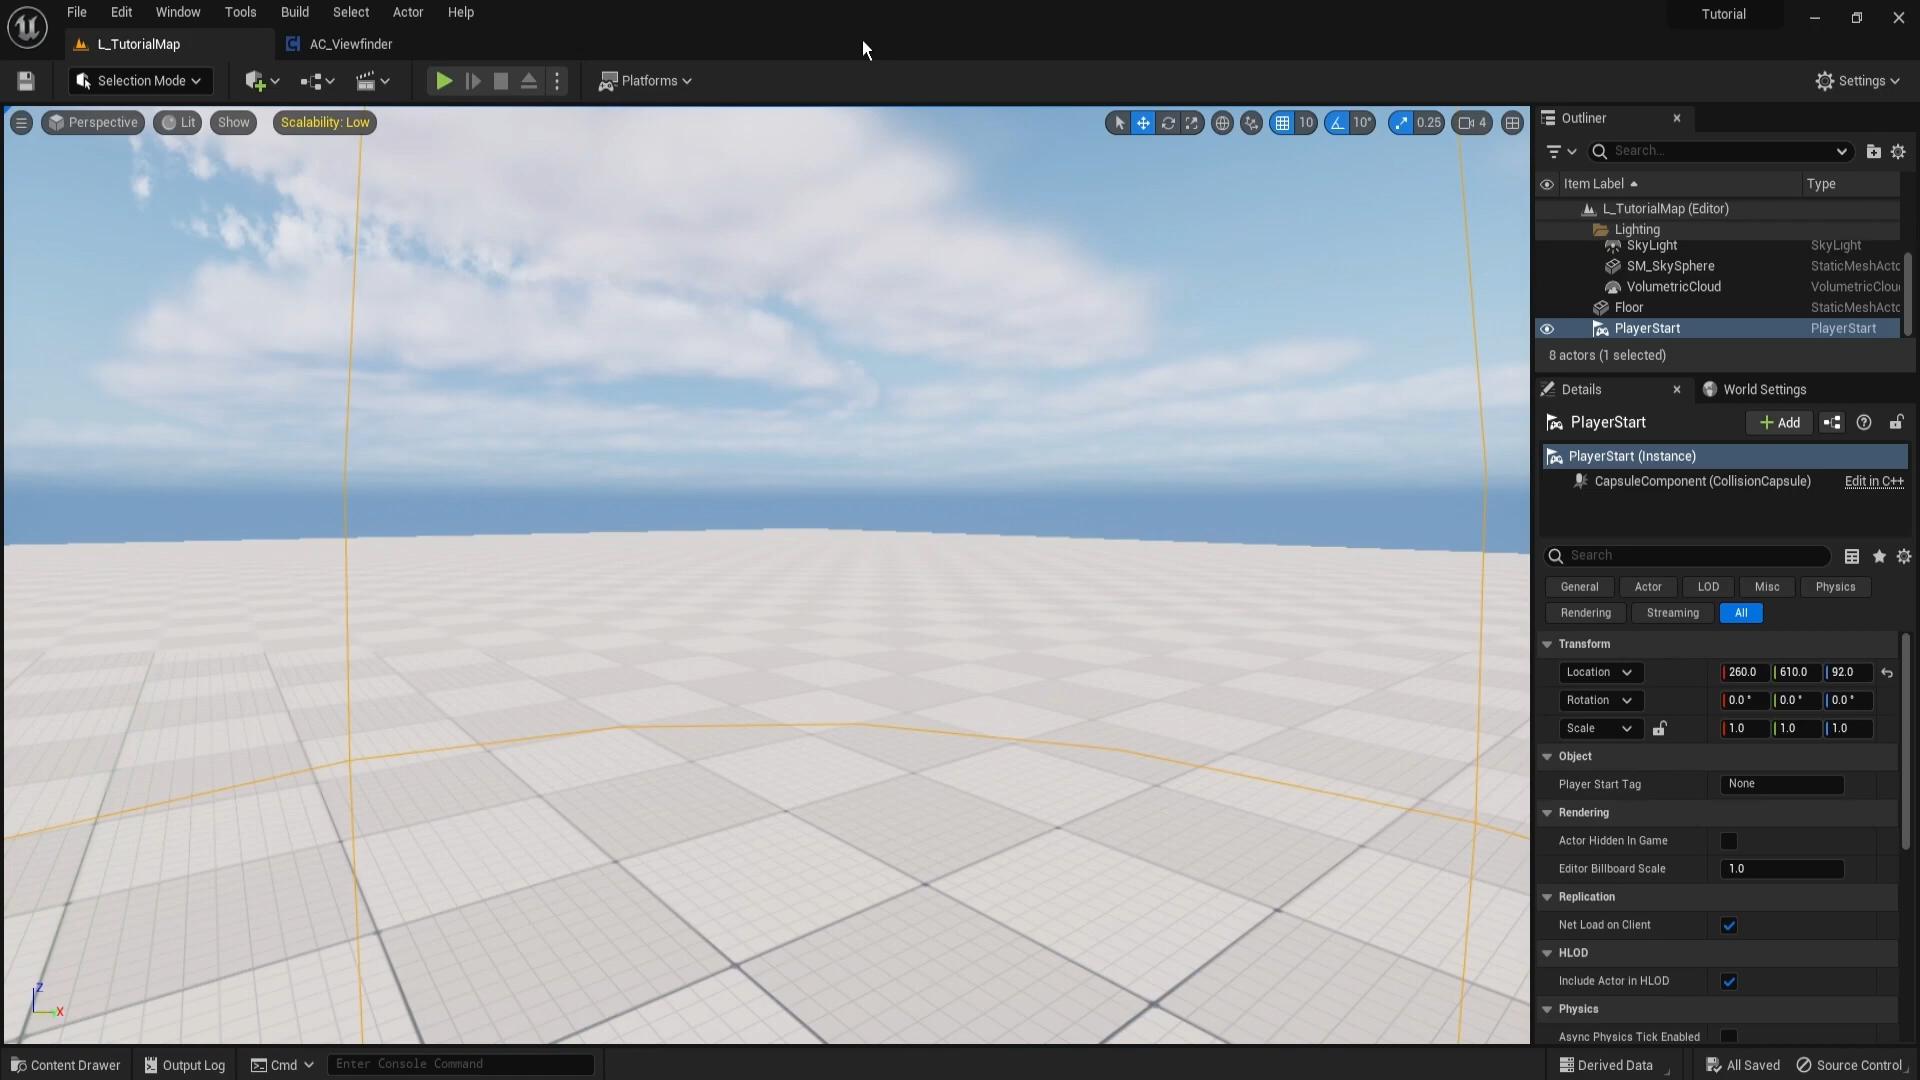 File Edit Window Tools Build Select Actor Help
Tutorial
L_TutorialMap
AC_Viewfinder
Selection Mode
Platforms
Settings
Perspective
Lit
Show
Scalability: Low
10
10°
0.25
4
Outliner
Search...
Item Label
Type
L_TutorialMap (Editor)
Lighting
SkyLight SkyLight
SM_SkySphere StaticMeshActo
VolumetricCloud VolumetricClou
Floor StaticMeshActo
PlayerStart PlayerStart
8 actors (1 selected)
Details
World Settings
PlayerStart
Add
PlayerStart (Instance)
CapsuleComponent (CollisionCapsule) Edit in C++
Search
General Actor LOD Misc Physics
Rendering Streaming All
Transform
Location 260.0 610.0 92.0
Rotation 0.0 ° 0.0 ° 0.0 °
Scale 1.0 1.0 1.0
Object
Player Start Tag None
Rendering
Actor Hidden In Game
Editor Billboard Scale 1.0
Replication
Net Load on Client
HLOD
Include Actor in HLOD
Physics
Async Physics Tick Enabled
Z
X
Content Drawer
Output Log
Cmd
Enter Console Command
Derived Data
All Saved
Source Control